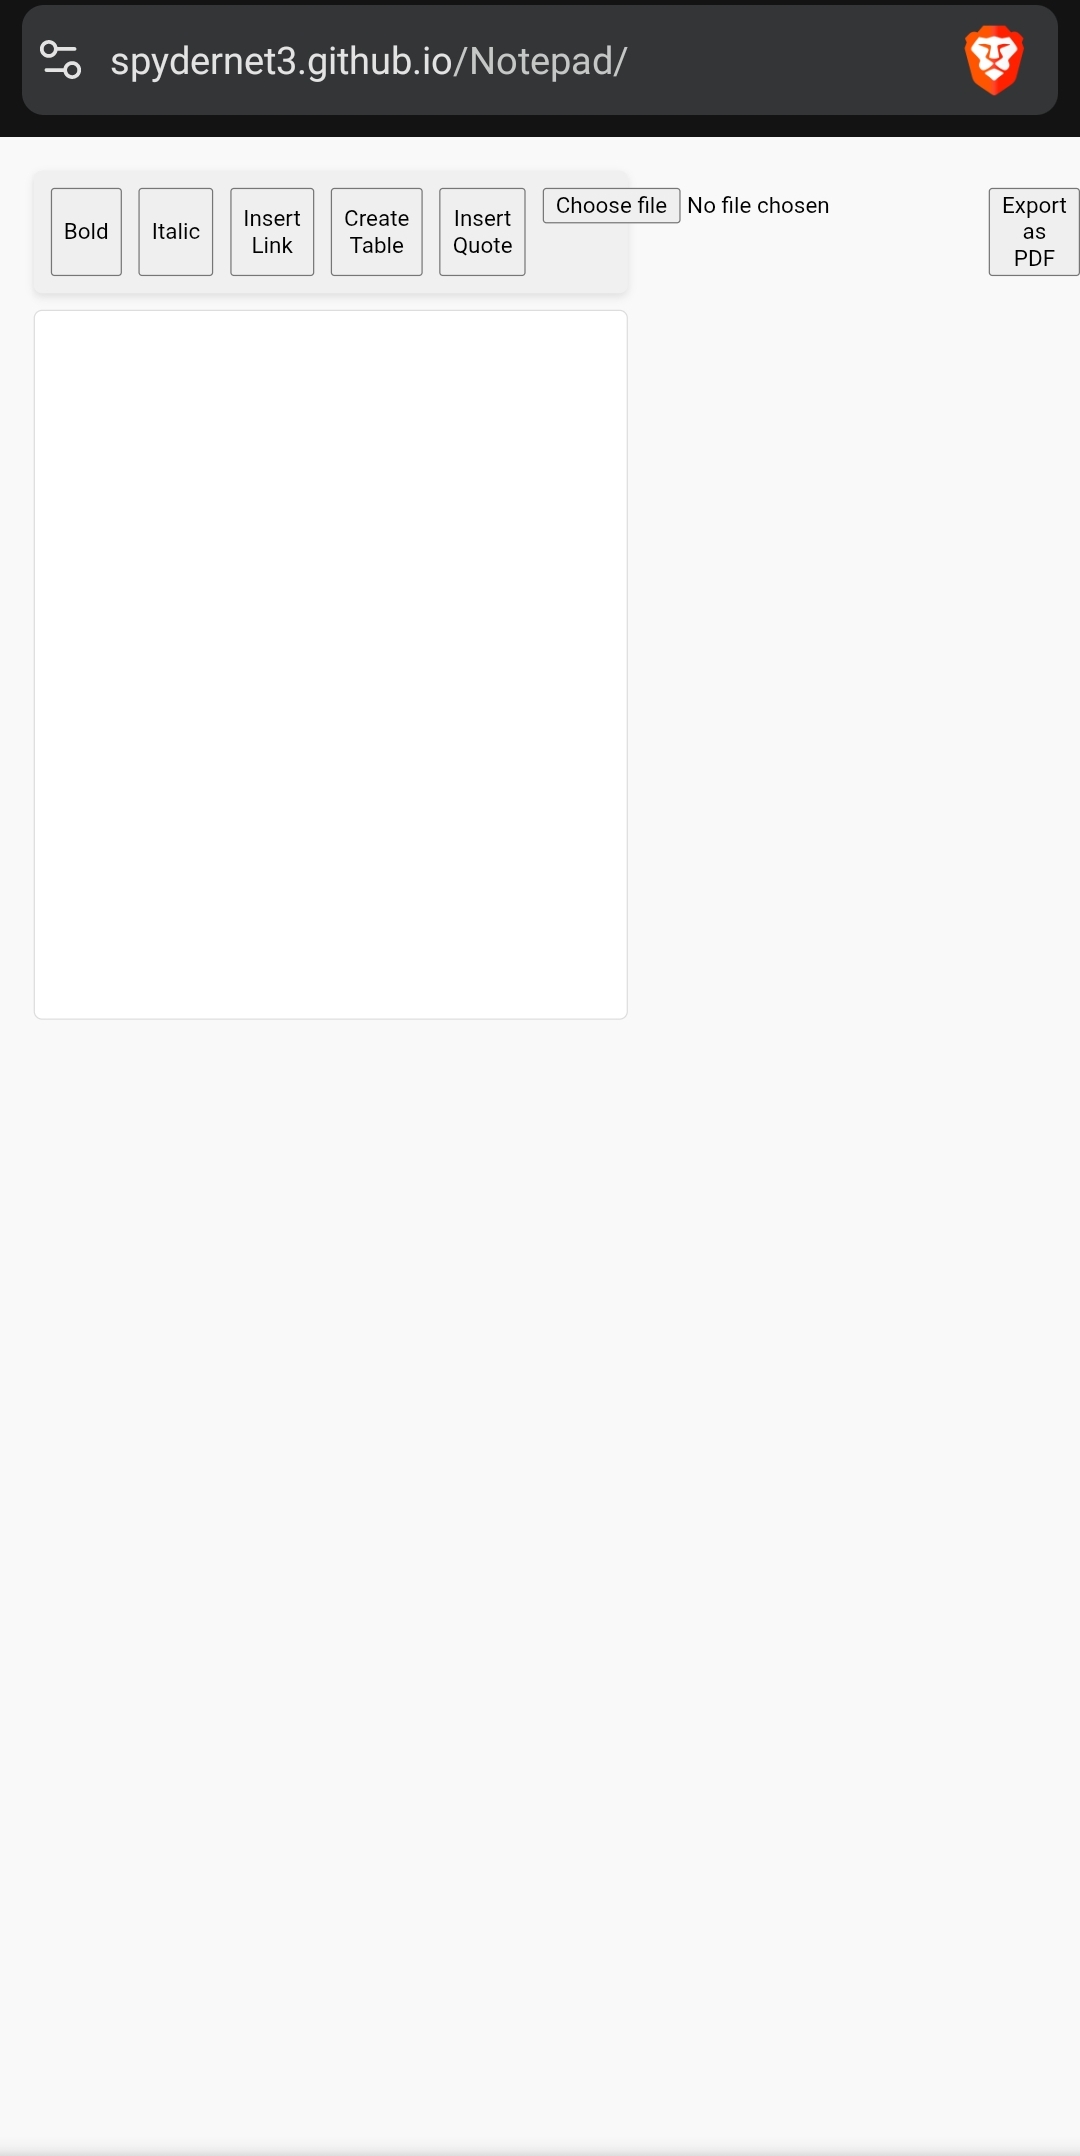 spydernet3.github.io/Notepad/
Bold
Italic
Insert
Link
Create
Table
Insert
Quote
Choose file No file chosen
Export
as
PDF